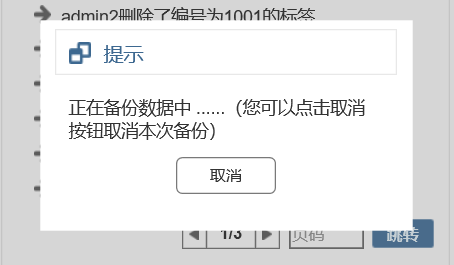 admin2删除了编号为1001的标签
提示
正在备份数据中 ......（您可以点击取消
按钮取消本次备份）
取消
1/3 页码 跳转